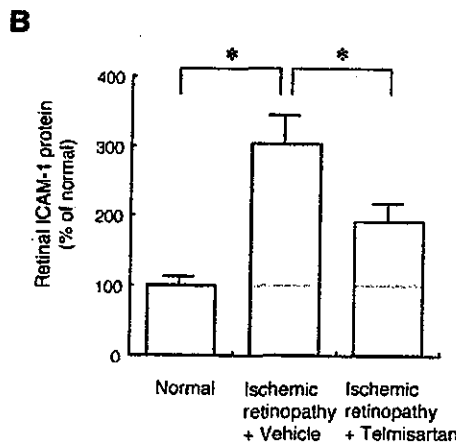 B
* *
Retinal ICAM-1 protein
(% of normal)
400
300
200
100
0
Normal
Ischemic
retinopathy
+ Vehicle
Ischemic
retinopathy
+ Telmisartan